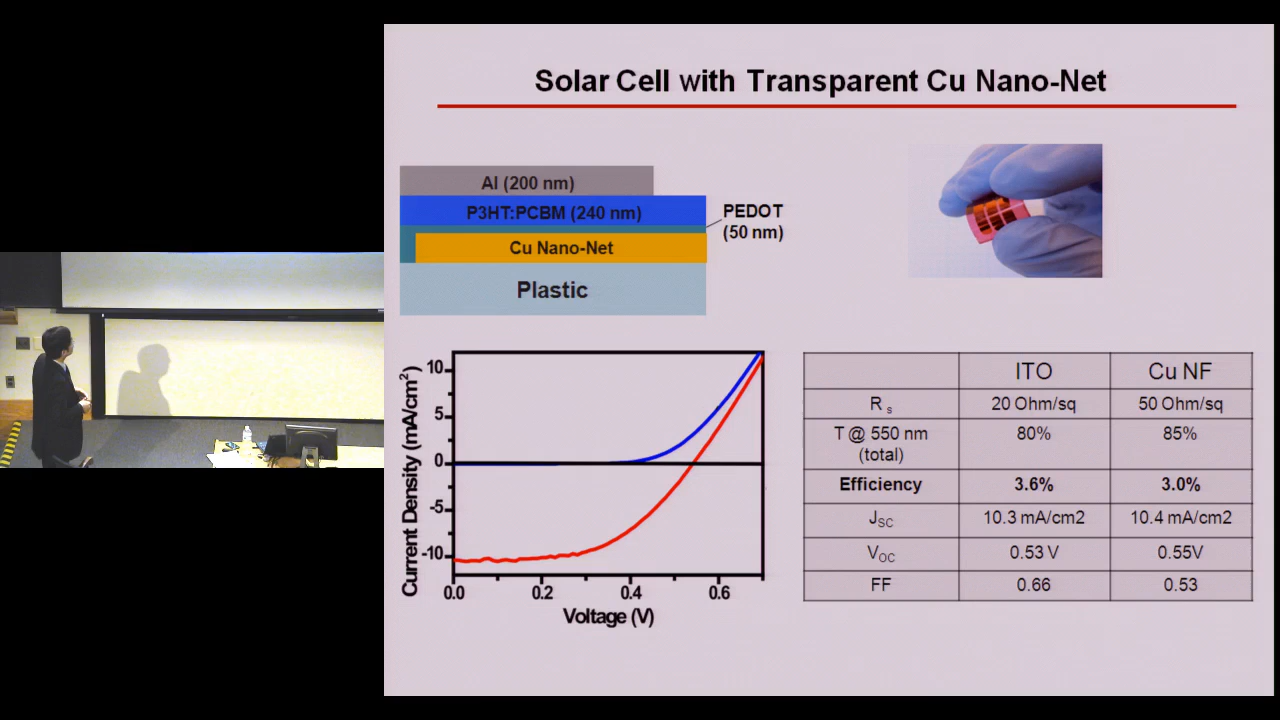 Solar Cell with Transparent Cu Nano-Net
Al (200 nm)
P3HT:PCBM (240 nm)
PEDOT
(50 nm)
Cu Nano-Net
Plastic
Current Density (mA/cm2)
10
5
0
-5
-10
0.0 0.2 0.4 0.6
Voltage (V)
ITO Cu NF
R s 20 Ohm/sq 50 Ohm/sq
T @ 550 nm
(total) 80% 85%
Efficiency 3.6% 3.0%
JSC 10.3 mA/cm2 10.4 mA/cm2
VOC 0.53 V 0.55V
FF 0.66 0.53